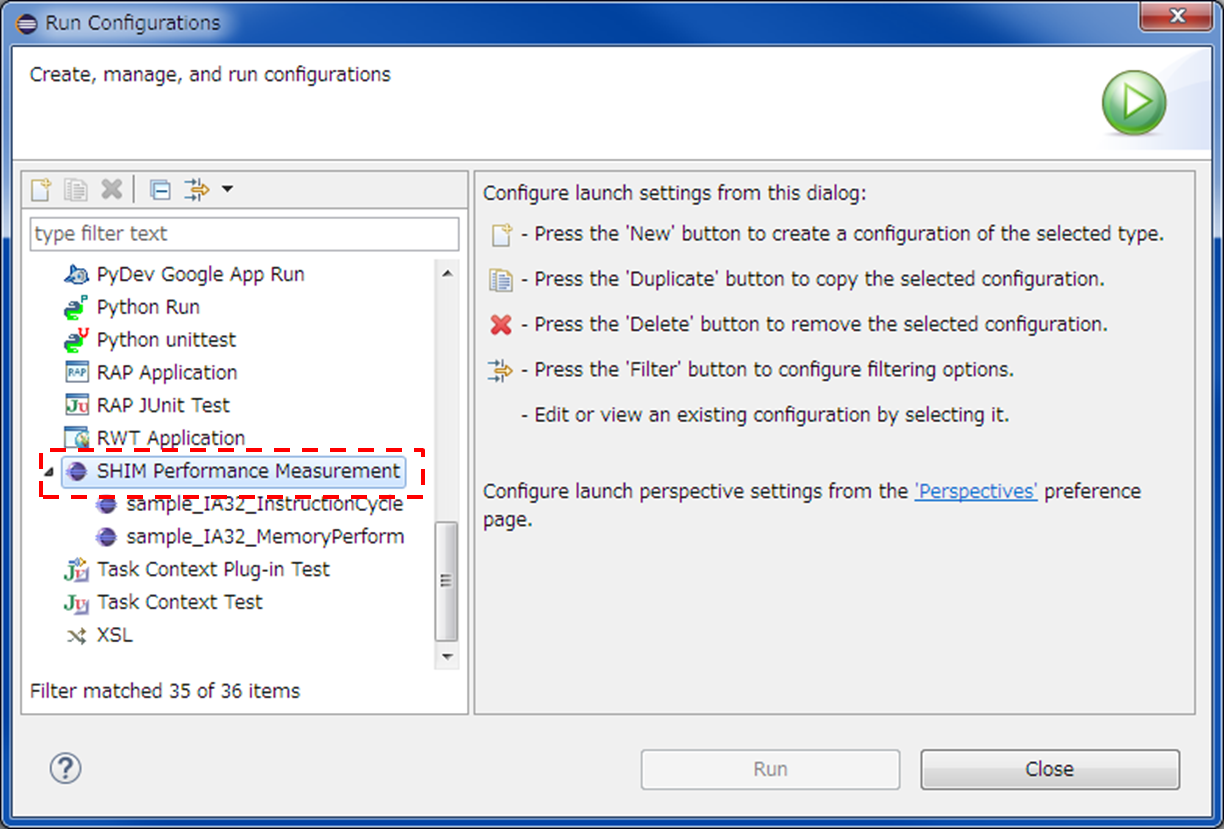 Run Configurations
Create, manage, and run configurations
type filter text
PyDev Google App Run
Python Run
Python unittest
RAP Application
RAP JUnit Test
RWT Application
SHIM Performance Measurement
sample_IA32_InstructionCycle
sample_IA32_MemoryPerform
Task Context Plug-in Test
Task Context Test
XSL
Filter matched 35 of 36 items
Configure launch settings from this dialog:
- Press the 'New' button to create a configuration of the selected type.
- Press the 'Duplicate' button to copy the selected configuration.
- Press the 'Delete' button to remove the selected configuration.
- Press the 'Filter' button to configure filtering options.
- Edit or view an existing configuration by selecting it.
Configure launch perspective settings from the 'Perspectives' preference
page.
Run
Close